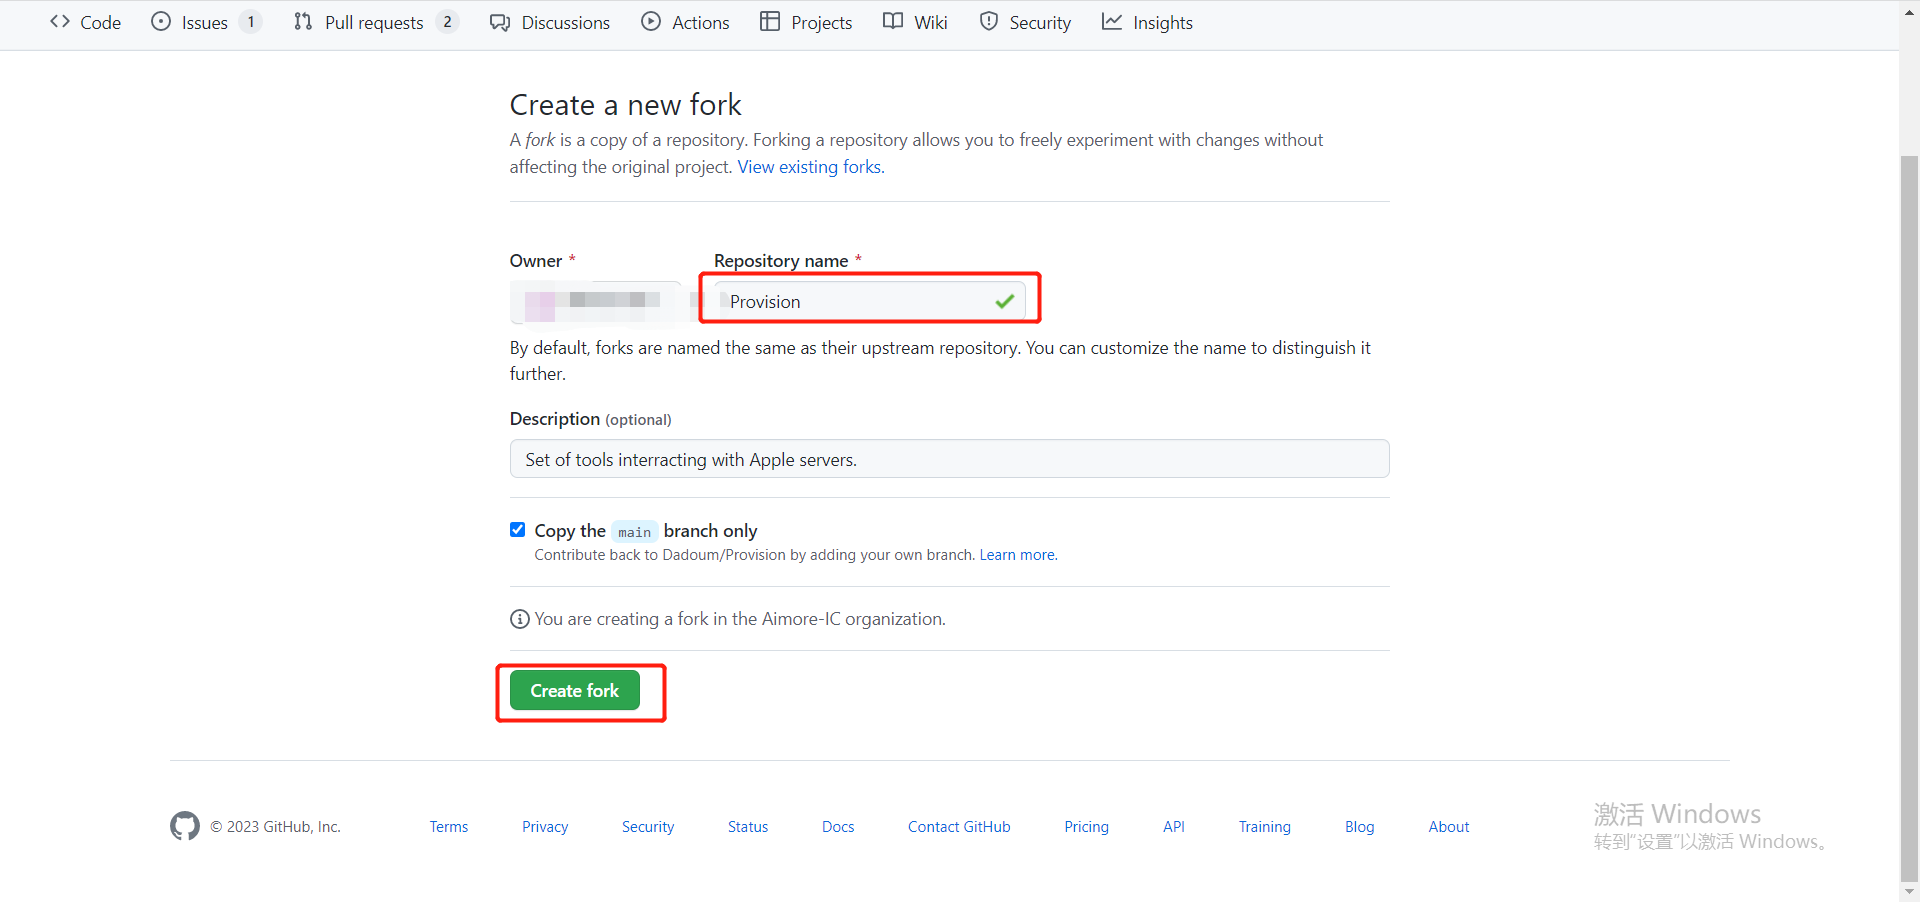 Code Issues 1 Pull requests 2 Discussions Actions Projects Wiki Security Insights
Create a new fork
A fork is a copy of a repository. Forking a repository allows you to freely experiment with changes without
affecting the original project. View existing forks.
Owner * Repository name *
Provision
By default, forks are named the same as their upstream repository. You can customize the name to distinguish it
further.
Description (optional)
Set of tools interracting with Apple servers.
Copy the main branch only
Contribute back to Dadoum/Provision by adding your own branch. Learn more.
You are creating a fork in the Aimore-IC organization.
Create fork
© 2023 GitHub, Inc. Terms Privacy Security Status Docs Contact GitHub Pricing API Training Blog About
激活 Windows
转到“设置”以激活 Windows。